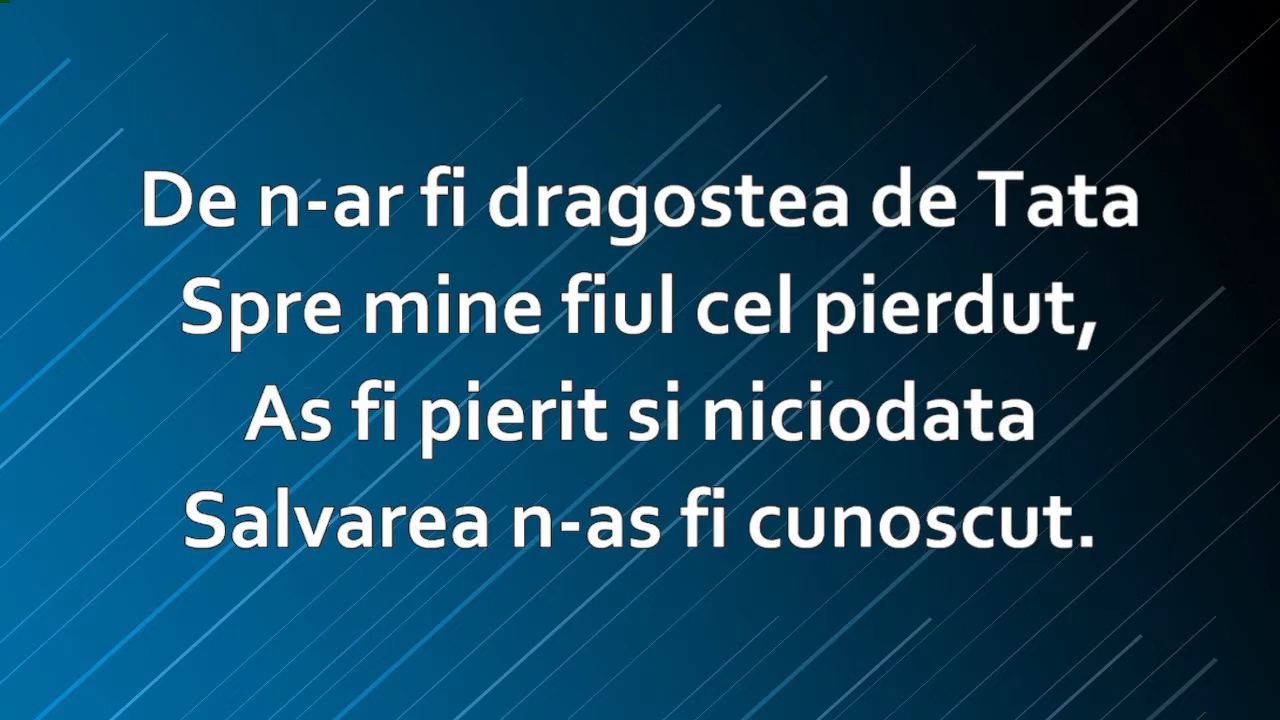 De n-ar fi dragostea de Tata
Spre mine fiul cel pierdut,
As fi pierit si niciodata
Salvarea n-as fi cunoscut.